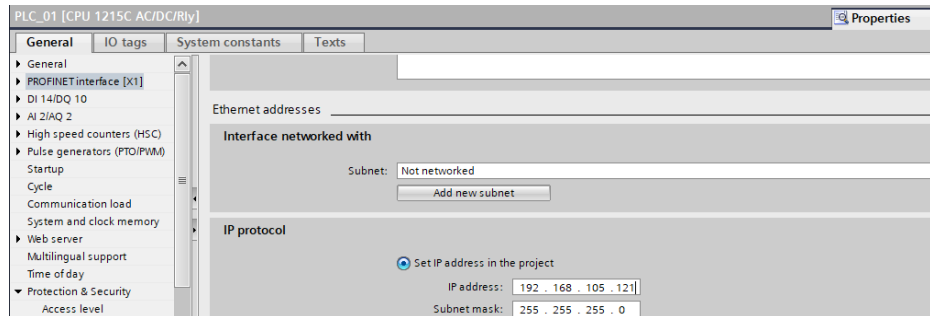 PLC_01 [CPU 1215C AC/DC/Rly]
Properties
General IO tags System constants Texts
General
PROFINET interface [X1]
DI 14/DQ 10
AI 2/AQ 2
High speed counters (HSC)
Pulse generators (PTO/PWM)
Startup
Cycle
Communication load
System and clock memory
Web server
Multilingual support
Time of day
Protection & Security
Access level
Ethernet addresses
Interface networked with
Subnet: Not networked
Add new subnet
IP protocol
Set IP address in the project
IP address: 192 . 168 . 105 . 121
Subnet mask: 255 . 255 . 255 . 0